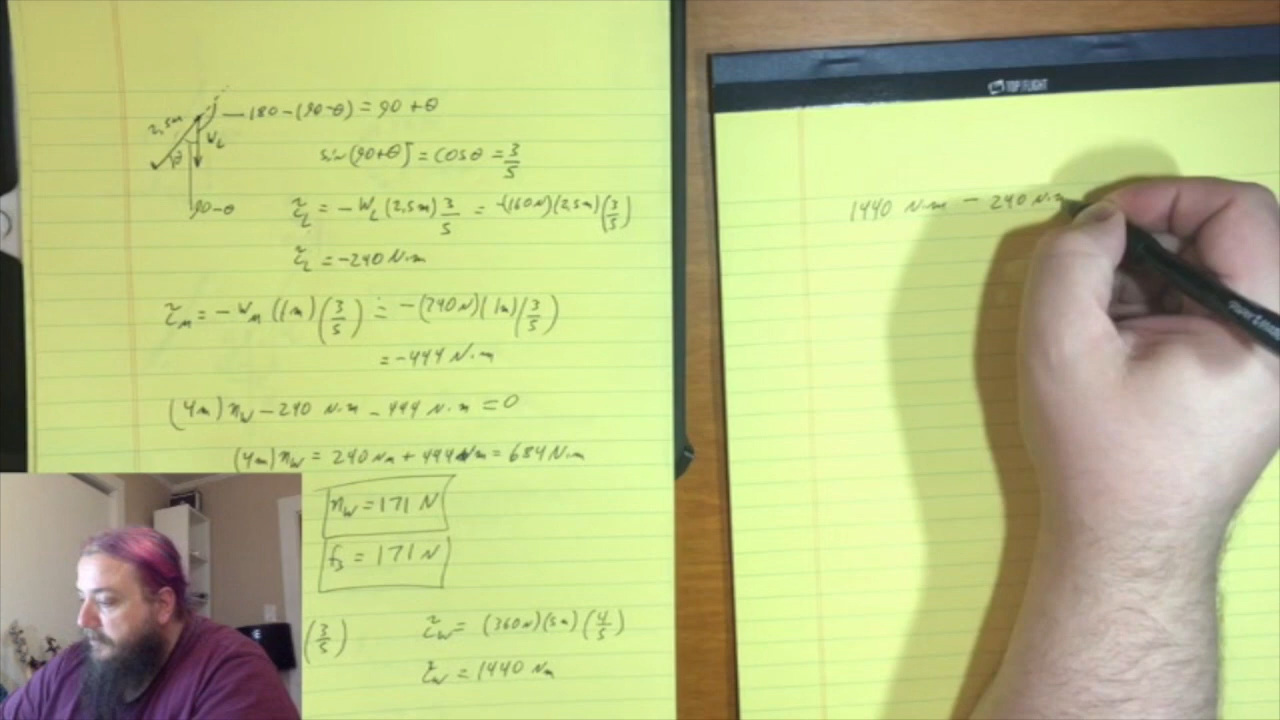 2,5m
180-(90-θ) = 90 + θ
W_L
θ
sin(90+θ) = cosθ = 3/5
90-θ
τ_L = -W_L (2,5m) 3/5 = -(160N)(2,5m)(3/5)
τ_L = -240 N·m
τ_M = -W_M (1m)(3/5) = -(740N)(1m)(3/5)
= -444 N·m
(4m) n_W - 240 N·m - 444 N·m = 0
(4m) n_W = 240 Nm + 444 Nm = 684 N·m
n_W = 171 N
f_s = 171 N
(3/5)
τ_W = (360N)(5m)(4/5)
τ_W = 1440 Nm
TOP FLIGHT
1440 N·m - 240 N·m